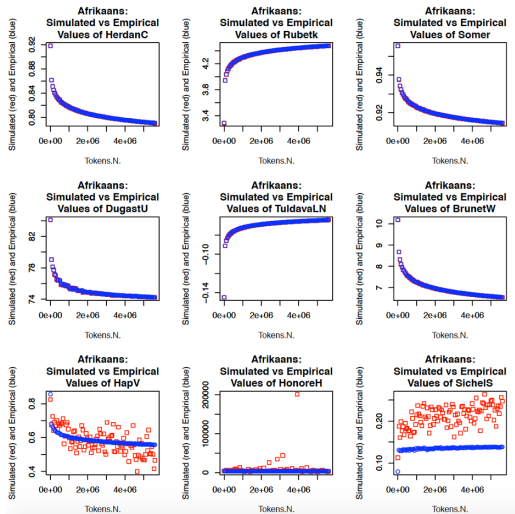 Afrikaans:
Simulated vs Empirical
Values of HerdanC
Simulated (red) and Empirical (blue)
0.92
0.88
0.84
0.80
0e+00 2e+06 4e+06
Tokens.N.
Afrikaans:
Simulated vs Empirical
Values of Rubetk
Simulated (red) and Empirical (blue)
4.2
3.8
3.4
0e+00 2e+06 4e+06
Tokens.N.
Afrikaans:
Simulated vs Empirical
Values of Somer
Simulated (red) and Empirical (blue)
0.94
0.92
0e+00 2e+06 4e+06
Tokens.N.
Afrikaans:
Simulated vs Empirical
Values of DugastU
Simulated (red) and Empirical (blue)
82
78
74
0e+00 2e+06 4e+06
Tokens.N.
Afrikaans:
Simulated vs Empirical
Values of TuldavaLN
Simulated (red) and Empirical (blue)
−0.10
−0.14
0e+00 2e+06 4e+06
Tokens.N.
Afrikaans:
Simulated vs Empirical
Values of BrunetW
Simulated (red) and Empirical (blue)
10
9
8
7
0e+00 2e+06 4e+06
Tokens.N.
Afrikaans:
Simulated vs Empirical
Values of HapV
Simulated (red) and Empirical (blue)
0.8
0.6
0.4
0e+00 2e+06 4e+06
Tokens.N.
Afrikaans:
Simulated vs Empirical
Values of HonoreH
Simulated (red) and Empirical (blue)
200000
100000
0
0e+00 2e+06 4e+06
Tokens.N.
Afrikaans:
Simulated vs Empirical
Values of SichelS
Simulated (red) and Empirical (blue)
0.20
0.10
0e+00 2e+06 4e+06
Tokens.N.